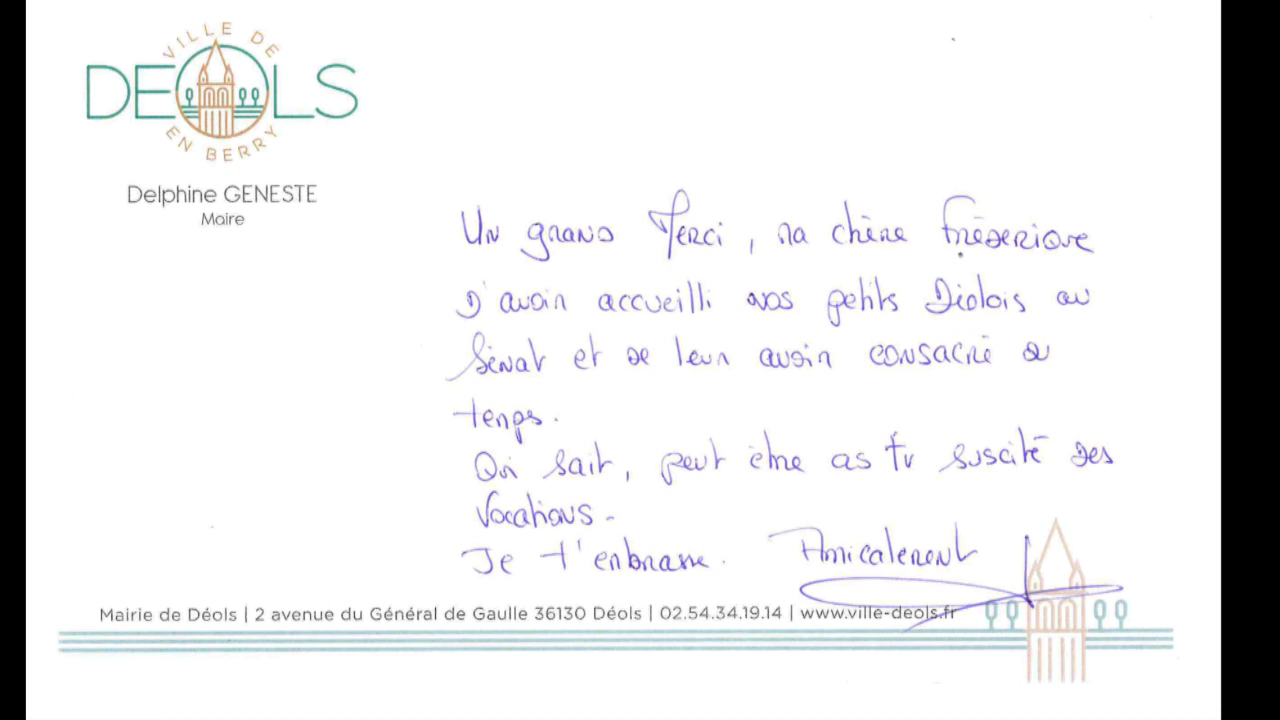 VILLE DE
DEOLS
EN BERRY
Delphine GENESTE
Maire
Un grand Merci, ma chère Frédérique
D'avoir accueilli nos petits Déolois au
Sénat et de leur avoir consacré du
temps.
Qui sait, peut être as tu suscité des
Vocations.
Je t'embrasse. Amicalement
Mairie de Déols | 2 avenue du Général de Gaulle 36130 Déols | 02.54.34.19.14 | www.ville-deols.fr